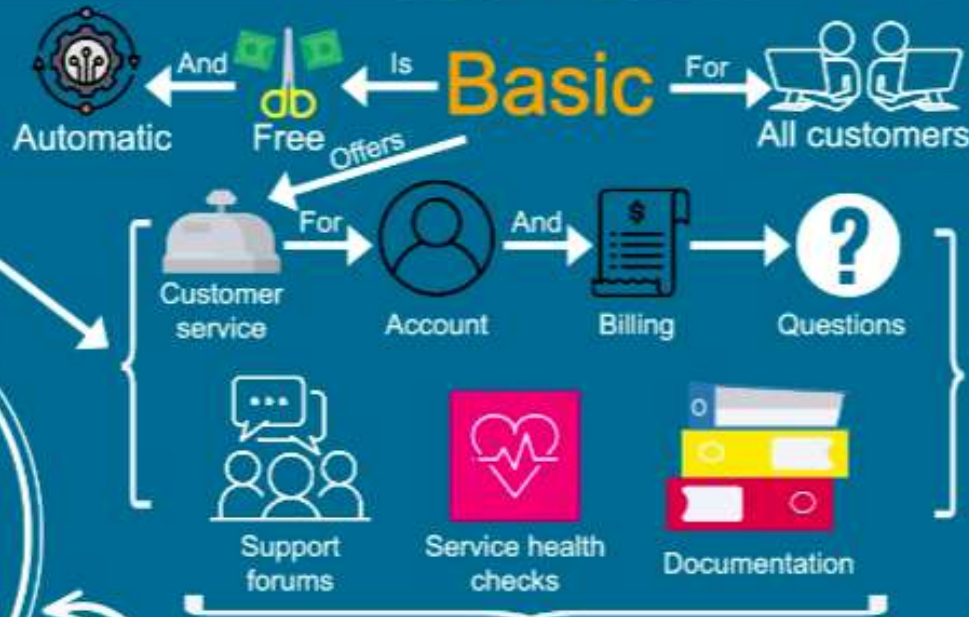 And
Is
Basic
For
Automatic
Free
All customers
Offers
For
And
$
?
Customer
service
Account
Billing
Questions
Support
forums
Service health
checks
Documentation